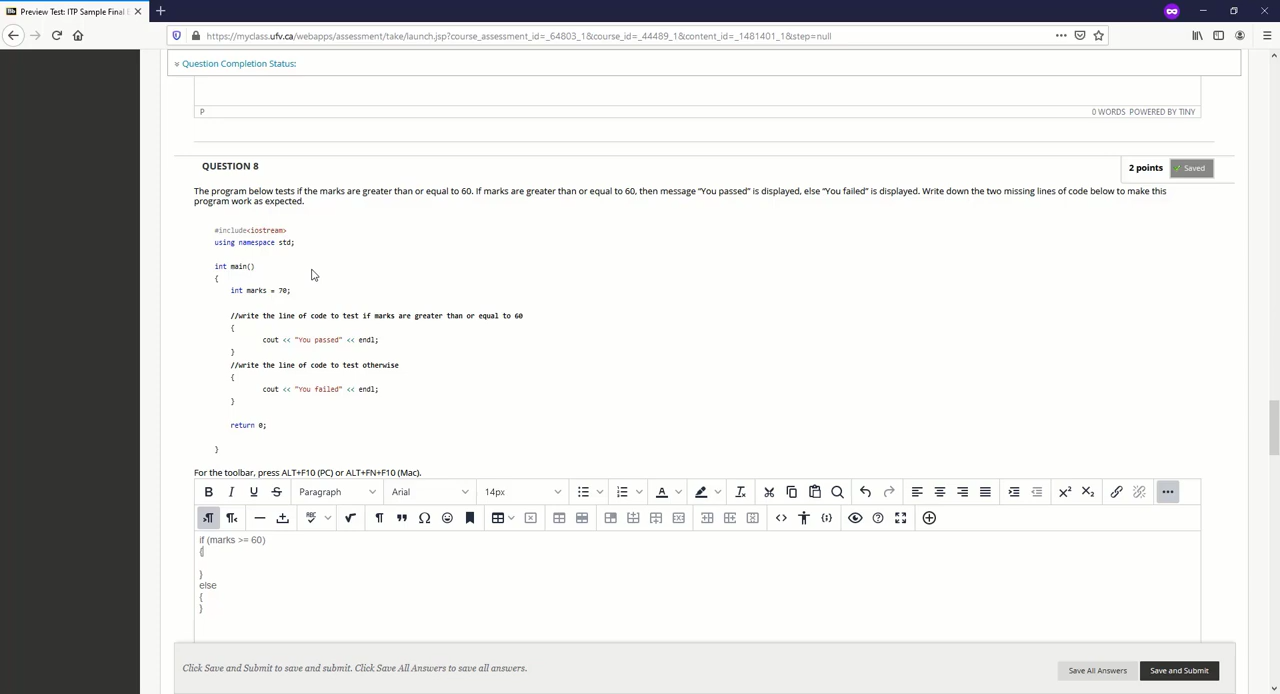 Preview Test: ITP Sample Final E
https://myclass.ufv.ca/webapps/assessment/take/launch.jsp?course_assessment_id=_64803_1&course_id=_44489_1&content_id=_1481401_1&step=null
Question Completion Status:
P
0 WORDS POWERED BY TINY
QUESTION 8
2 points
Saved
The program below tests if the marks are greater than or equal to 60. If marks are greater than or equal to 60, then message "You passed" is displayed, else "You failed" is displayed. Write down the two missing lines of code below to make this
program work as expected.
#include<iostream>
using namespace std;
int main()
{
int marks = 70;
//write the line of code to test if marks are greater than or equal to 60
{
cout << "You passed" << endl;
}
//write the line of code to test otherwise
{
cout << "You failed" << endl;
}
return 0;
}
For the toolbar, press ALT+F10 (PC) or ALT+FN+F10 (Mac).
B I U S Paragraph Arial 14px
if (marks >= 60)
{
}
else
{
}
Click Save and Submit to save and submit. Click Save All Answers to save all answers.
Save All Answers
Save and Submit